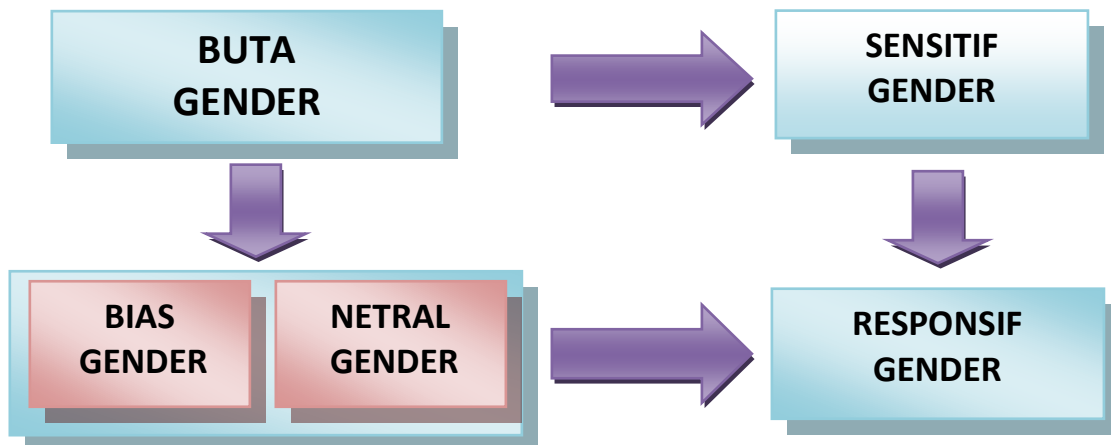 BUTA
GENDER
SENSITIF
GENDER
BIAS
GENDER
NETRAL
GENDER
RESPONSIF
GENDER